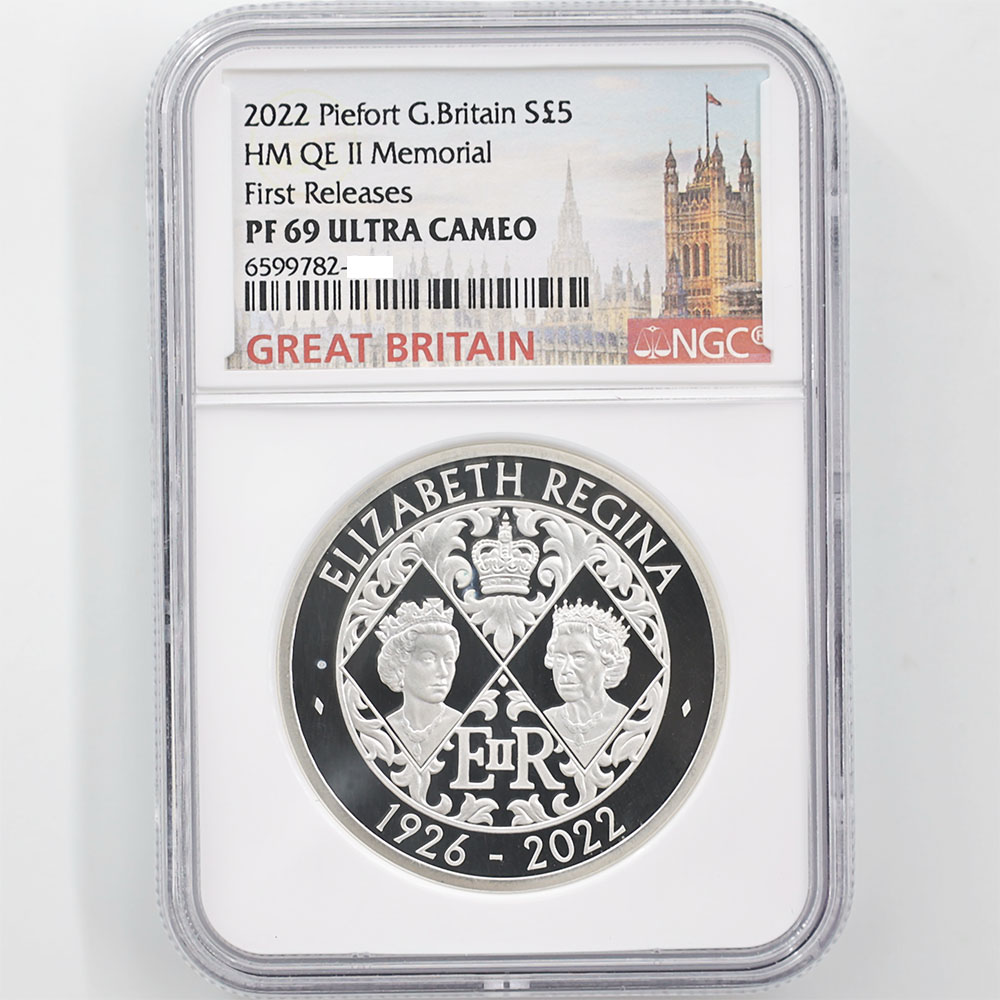 2022 Piefort G.Britain S£5
HM QE II Memorial
First Releases
PF 69 ULTRA CAMEO
6599782-
GREAT BRITAIN
NGC®
ELIZABETH REGINA
EIIR
1926 - 2022